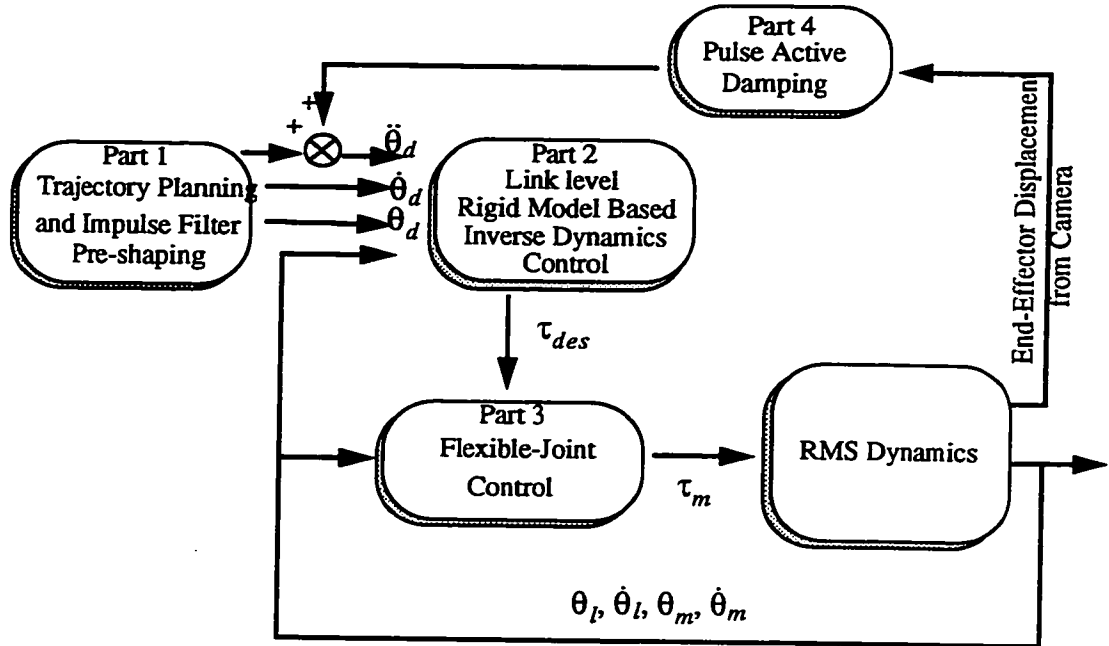 Part 4
Pulse Active
Damping
+
+
θ̈d
θ̇d
θd
Part 1
Trajectory Planning
and Impulse Filter
Pre-shaping
Part 2
Link level
Rigid Model Based
Inverse Dynamics
Control
End-Effector Displacement
from Camera
τdes
Part 3
Flexible-Joint
Control
τm
RMS Dynamics
θl, θ̇l, θm, θ̇m